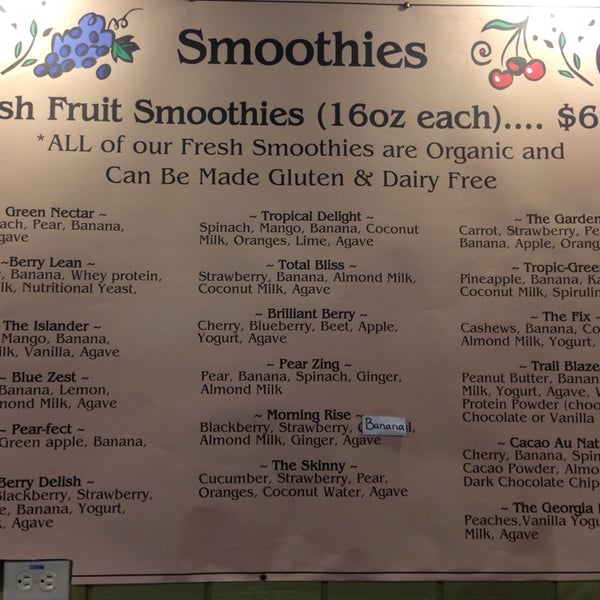 Smoothies
sh Fruit Smoothies (16oz each).... $6
*ALL of our Fresh Smoothies are Organic and
Can Be Made Gluten & Dairy Free
Green Nectar ~
ach, Pear, Banana,
gave
~Berry Lean ~
, Banana, Whey protein,
lk, Nutritional Yeast,
The Islander ~
Mango, Banana,
ilk, Vanilla, Agave
~ Blue Zest ~
Banana, Lemon,
mond Milk, Agave
~ Pear-fect ~
Green apple, Banana,
Berry Delish ~
Blackberry, Strawberry,
e, Banana, Yogurt,
, Agave
~ Tropical Delight ~
Spinach, Mango, Banana, Coconut
Milk, Oranges, Lime, Agave
~ Total Bliss ~
Strawberry, Banana, Almond Milk,
Coconut Milk, Agave
~ Brilliant Berry ~
Cherry, Blueberry, Beet, Apple,
Yogurt, Agave
~ Pear Zing ~
Pear, Banana, Spinach, Ginger,
Almond Milk
~ Morning Rise ~
Blackberry, Strawberry, Banana
Almond Milk, Ginger, Agave
~ The Skinny ~
Cucumber, Strawberry, Pear,
Oranges, Coconut Water, Agave
~ The Garden
Carrot, Strawberry, Pe
Banana, Apple, Orang
~ Tropic-Gree
Pineapple, Banana, Ka
Coconut Milk, Spirulin
~ The Fix ~
Cashews, Banana, Co
Almond Milk, Yogurt,
~ Trail Blaze
Peanut Butter, Banan
Milk, Yogurt, Agave, V
Protein Powder (choo
Chocolate or Vanilla
~ Cacao Au Nat
Cherry, Banana, Spin
Cacao Powder, Almo
Dark Chocolate Chip
~ The Georgia
Peaches,Vanilla Yogu
Milk, Agave